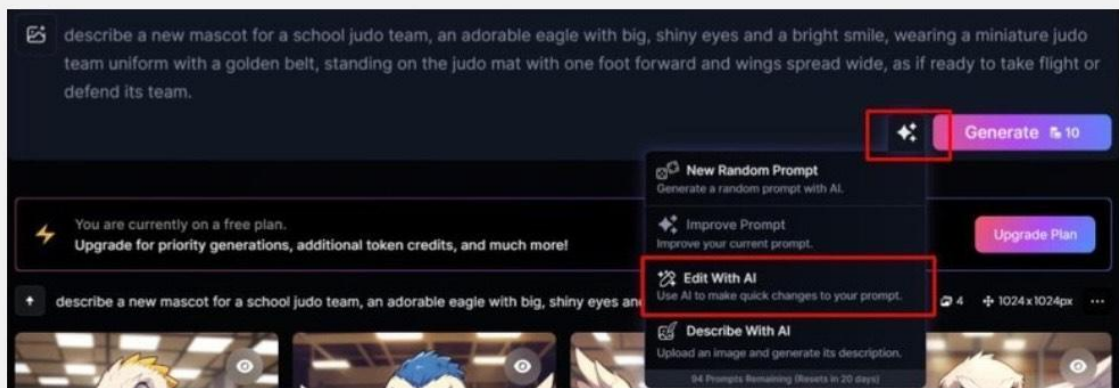 describe a new mascot for a school judo team, an adorable eagle with big, shiny eyes and a bright smile, wearing a miniature judo
team uniform with a golden belt, standing on the judo mat with one foot forward and wings spread wide, as if ready to take flight or
defend its team.
Generate 10
New Random Prompt
Generate a random prompt with AI.
You are currently on a free plan.
Upgrade for priority generations, additional token credits, and much more!
Improve Prompt
Improve your current prompt.
Upgrade Plan
Edit With AI
Use AI to make quick changes to your prompt.
describe a new mascot for a school judo team, an adorable eagle with big, shiny eyes an
4 1024x1024px ...
Describe With AI
Upload an image and generate its description.
94 Prompts Remaining (Resets in 20 days)